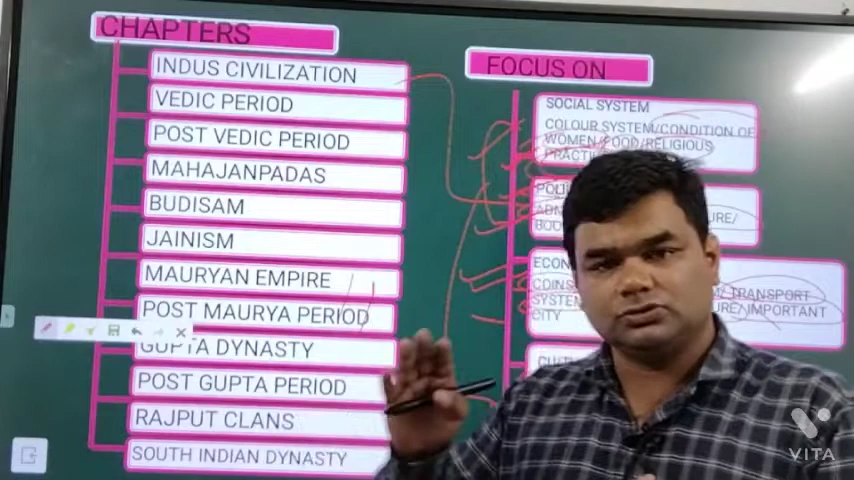 CHAPTERS
INDUS CIVILIZATION
VEDIC PERIOD
POST VEDIC PERIOD
MAHAJANPADAS
BUDISAM
JAINISM
MAURYAN EMPIRE
POST MAURYA PERIOD
GUPTA DYNASTY
POST GUPTA PERIOD
RAJPUT CLANS
SOUTH INDIAN DYNASTY
FOCUS ON
SOCIAL SYSTEM
COLOUR SYSTEM/CONDITION OF
WOMEN/FOOD/RELIGIOUS
TRANSPORT
SYSTEM IMPORTANT
CITY
VITA